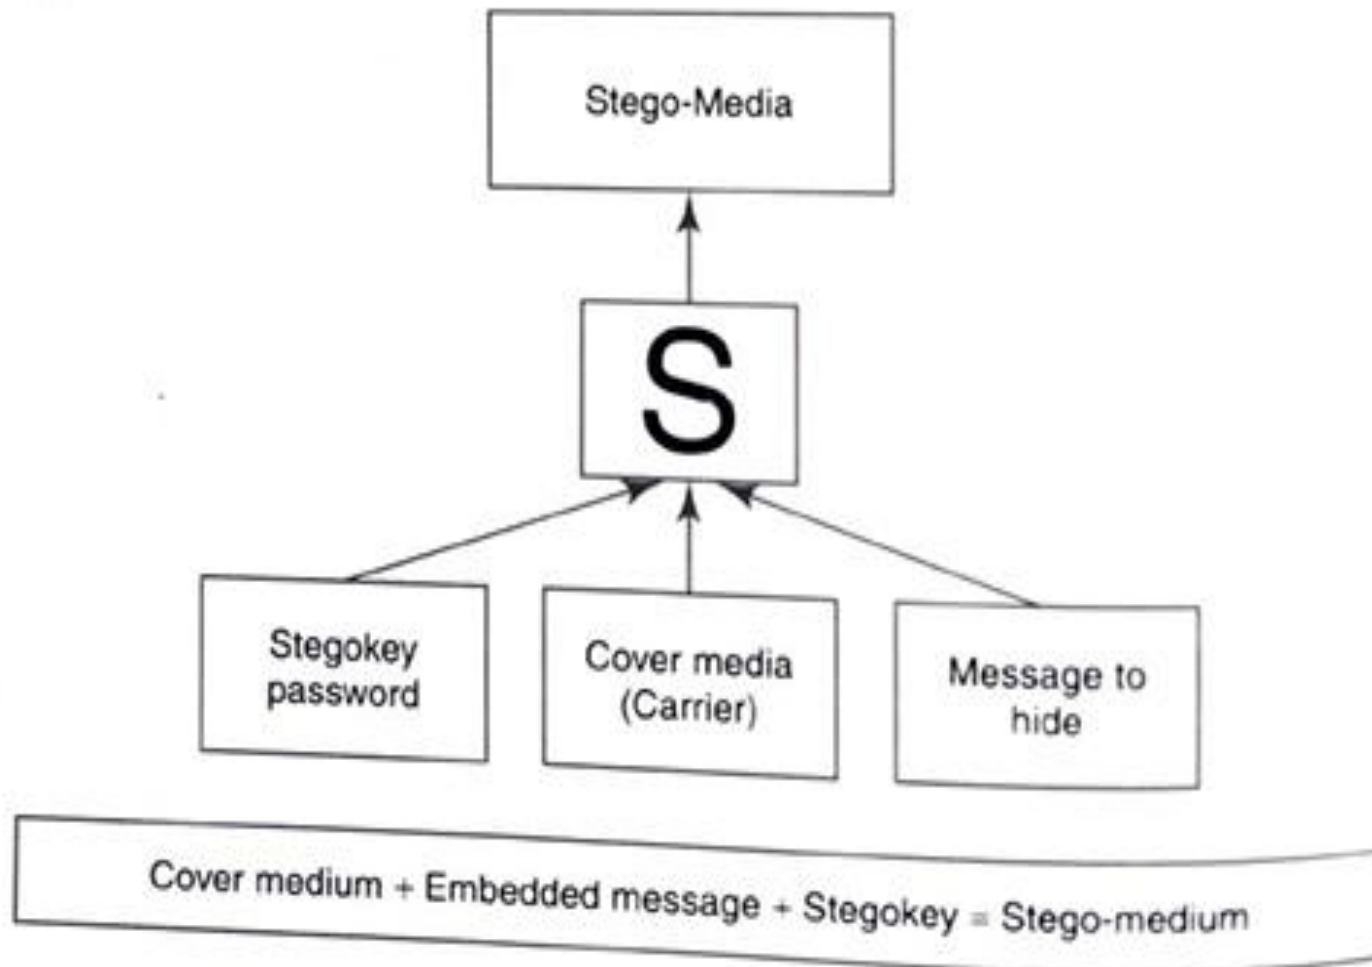 Stego-Media
S
Stegokey
password
Cover media
(Carrier)
Message to
hide
Cover medium + Embedded message + Stegokey = Stego-medium